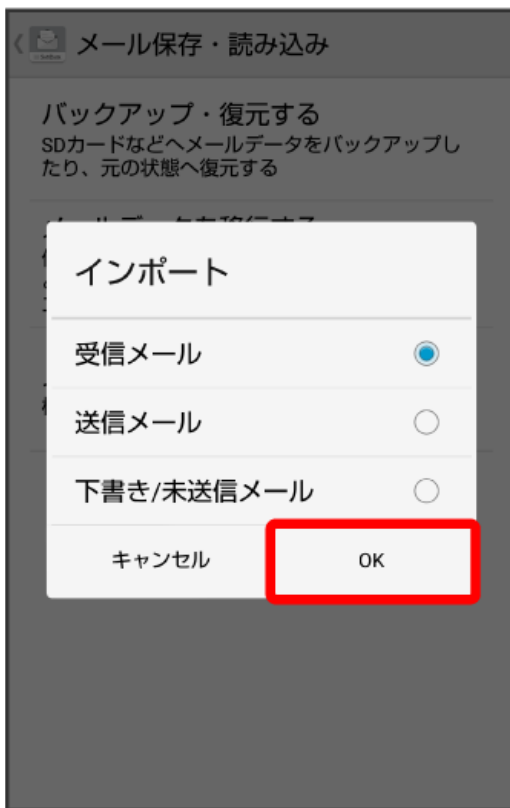 メール保存・読み込み
バックアップ・復元する
SDカードなどへメールデータをバックアップし
たり、元の状態へ復元する
インポート
受信メール
送信メール
下書き/未送信メール
キャンセル
OK